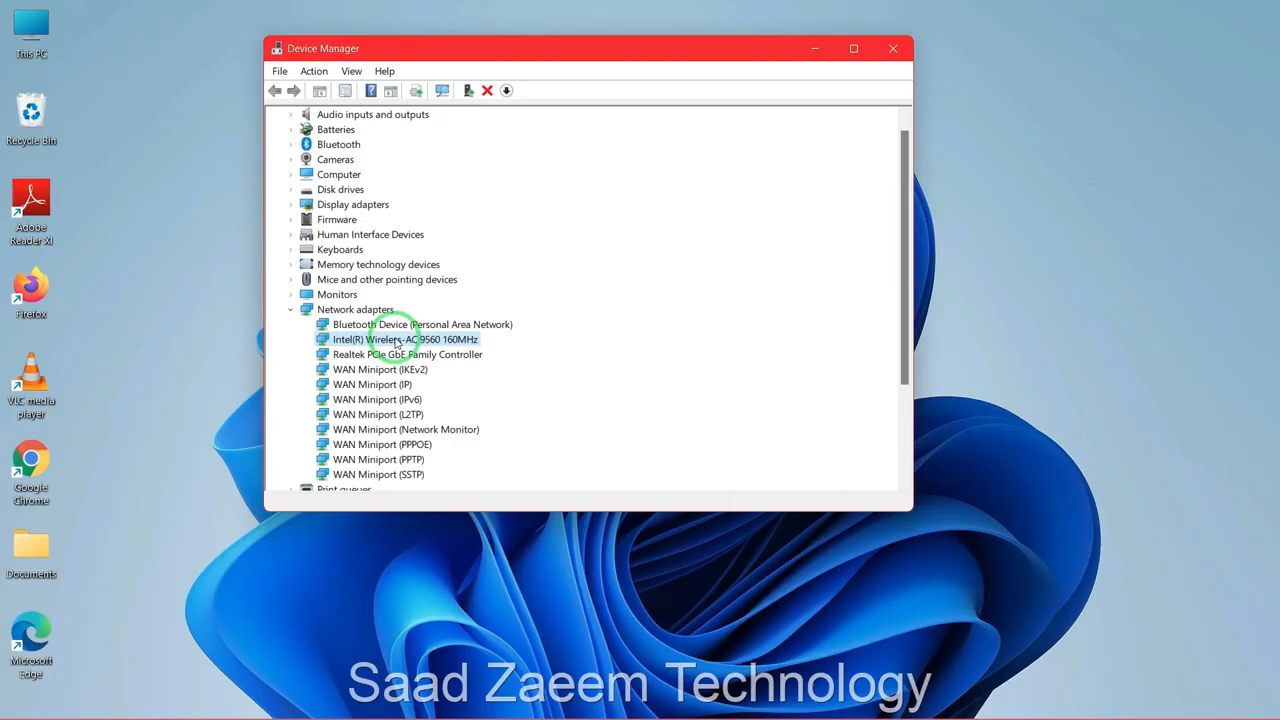 This PC
Recycle Bin
Adobe
Reader XI
Firefox
VLC media
player
Google
Chrome
Documents
Microsoft
Edge
Device Manager
File Action View Help
Audio inputs and outputs
Batteries
Bluetooth
Cameras
Computer
Disk drives
Display adapters
Firmware
Human Interface Devices
Keyboards
Memory technology devices
Mice and other pointing devices
Monitors
Network adapters
Bluetooth Device (Personal Area Network)
Intel(R) Wireless-AC 9560 160MHz
Realtek PCIe GbE Family Controller
WAN Miniport (IKEv2)
WAN Miniport (IP)
WAN Miniport (IPv6)
WAN Miniport (L2TP)
WAN Miniport (Network Monitor)
WAN Miniport (PPPOE)
WAN Miniport (PPTP)
WAN Miniport (SSTP)
Print queues
Saad Zaeem Technology